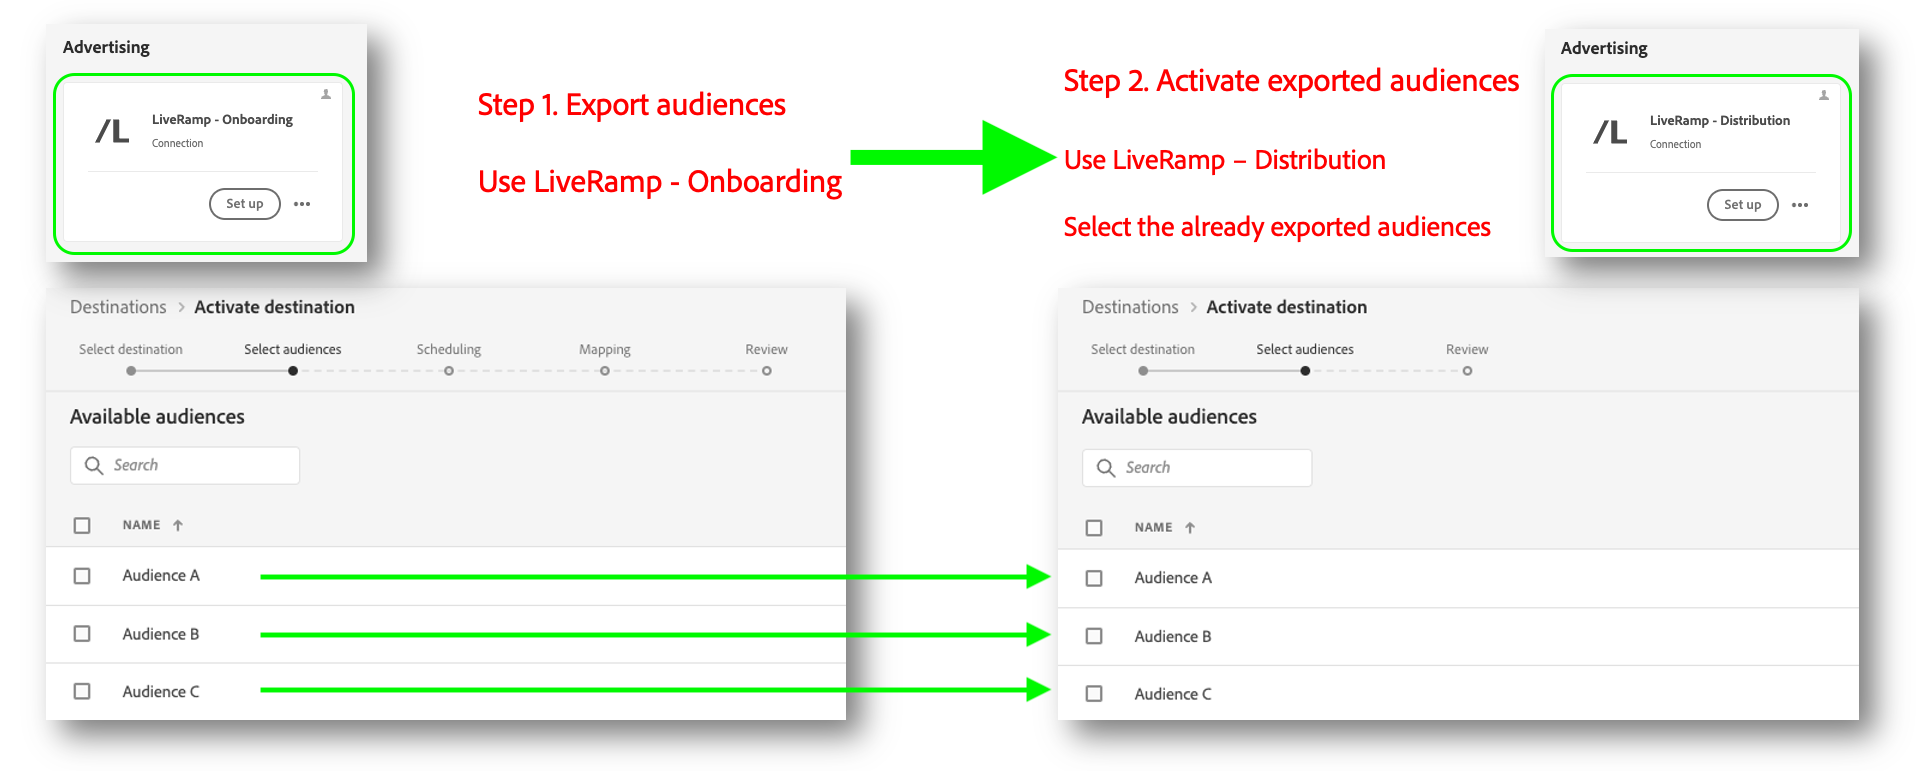 Advertising
/L
LiveRamp - Onboarding
Connection
Set up
Step 1. Export audiences
Use LiveRamp - Onboarding
Step 2. Activate exported audiences
Use LiveRamp – Distribution
Select the already exported audiences
Advertising
/L
LiveRamp - Distribution
Connection
Set up
Destinations > Activate destination
Select destination Select audiences Scheduling Mapping Review
Available audiences
Search
NAME ↑
Audience A
Audience B
Audience C
Destinations > Activate destination
Select destination Select audiences Review
Available audiences
Search
NAME ↑
Audience A
Audience B
Audience C